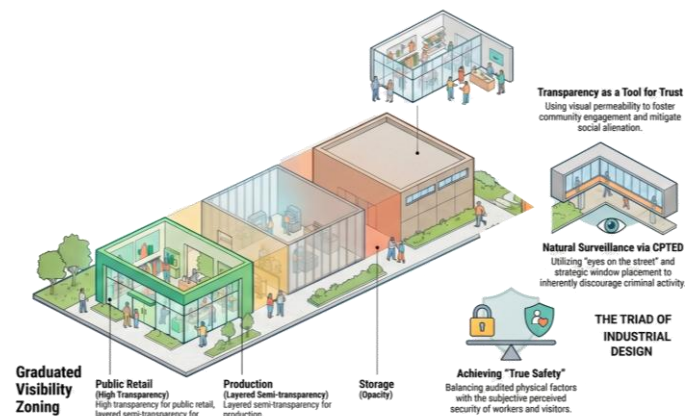 Transparency as a Tool for Trust
Using visual permeability to foster
community engagement and mitigate
social alienation.
Natural Surveillance via CPTED
Utilizing "eyes on the street" and
strategic window placement to
inherently discourage criminal activity.
THE TRIAD OF
INDUSTRIAL
DESIGN
Achieving "True Safety"
Balancing audited physical factors
with the subjective perceived
security of workers and visitors.
Graduated
Visibility
Zoning
Public Retail
(High Transparency)
High transparency for public retail,
layered semi-transparency for
Production
(Layered Semi-transparency)
Layered semi-transparency for
production.
Storage
(Opacity)